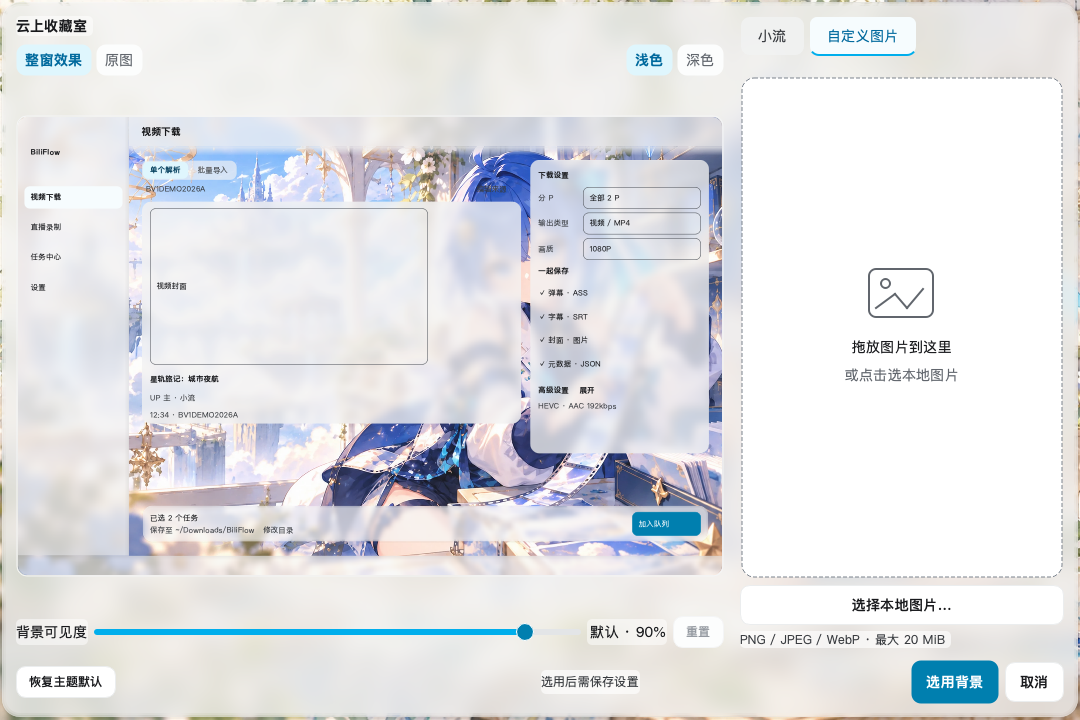 云上收藏室
整窗效果 原图
浅色 深色
小流 自定义图片
BiliFlow
视频下载
直播录制
任务中心
设置
视频下载
单个解析 批量导入
BV1DEMO2026A
视频封面
星轨旅记：城市夜航
UP 主 · 小流
12:34 · BV1DEMO2026A
下载设置
分 P 全部 2 P
输出类型 视频 / MP4
画质 1080P
一起保存
✓ 弹幕 · ASS
✓ 字幕 · SRT
✓ 封面 · 图片
✓ 元数据 · JSON
高级设置 展开
HEVC · AAC 192kbps
已选 2 个任务
保存至 ~/Downloads/BiliFlow 修改目录
加入队列
拖放图片到这里
或点击选本地图片
选择本地图片...
PNG / JPEG / WebP · 最大 20 MiB
背景可见度 默认 · 90% 重置
恢复主题默认
选用后需保存设置
选用背景 取消